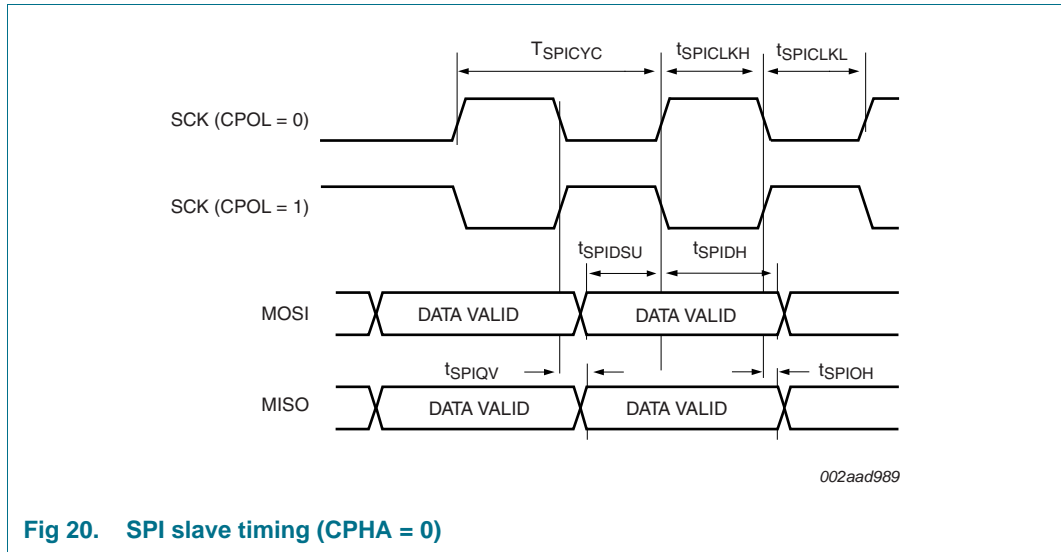 TSPICYC tSPICLKH tSPICLKL
SCK (CPOL = 0)
SCK (CPOL = 1)
tSPIDSU tSPIDH
MOSI DATA VALID DATA VALID
tSPIQV tSPIOH
MISO DATA VALID DATA VALID
002aad989
Fig 20. SPI slave timing (CPHA = 0)